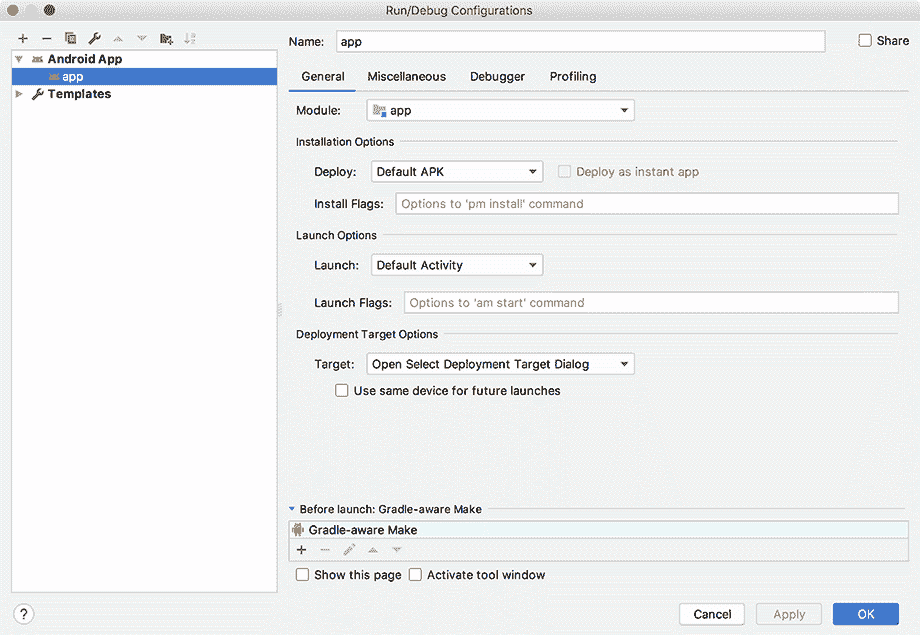 Run/Debug Configurations
Name: app Share
Android App
app
Templates
General Miscellaneous Debugger Profiling
Module: app
Installation Options
Deploy: Default APK Deploy as instant app
Install Flags: Options to 'pm install' command
Launch Options
Launch: Default Activity
Launch Flags: Options to 'am start' command
Deployment Target Options
Target: Open Select Deployment Target Dialog
Use same device for future launches
Before launch: Gradle-aware Make
Gradle-aware Make
Show this page Activate tool window
? Cancel Apply OK